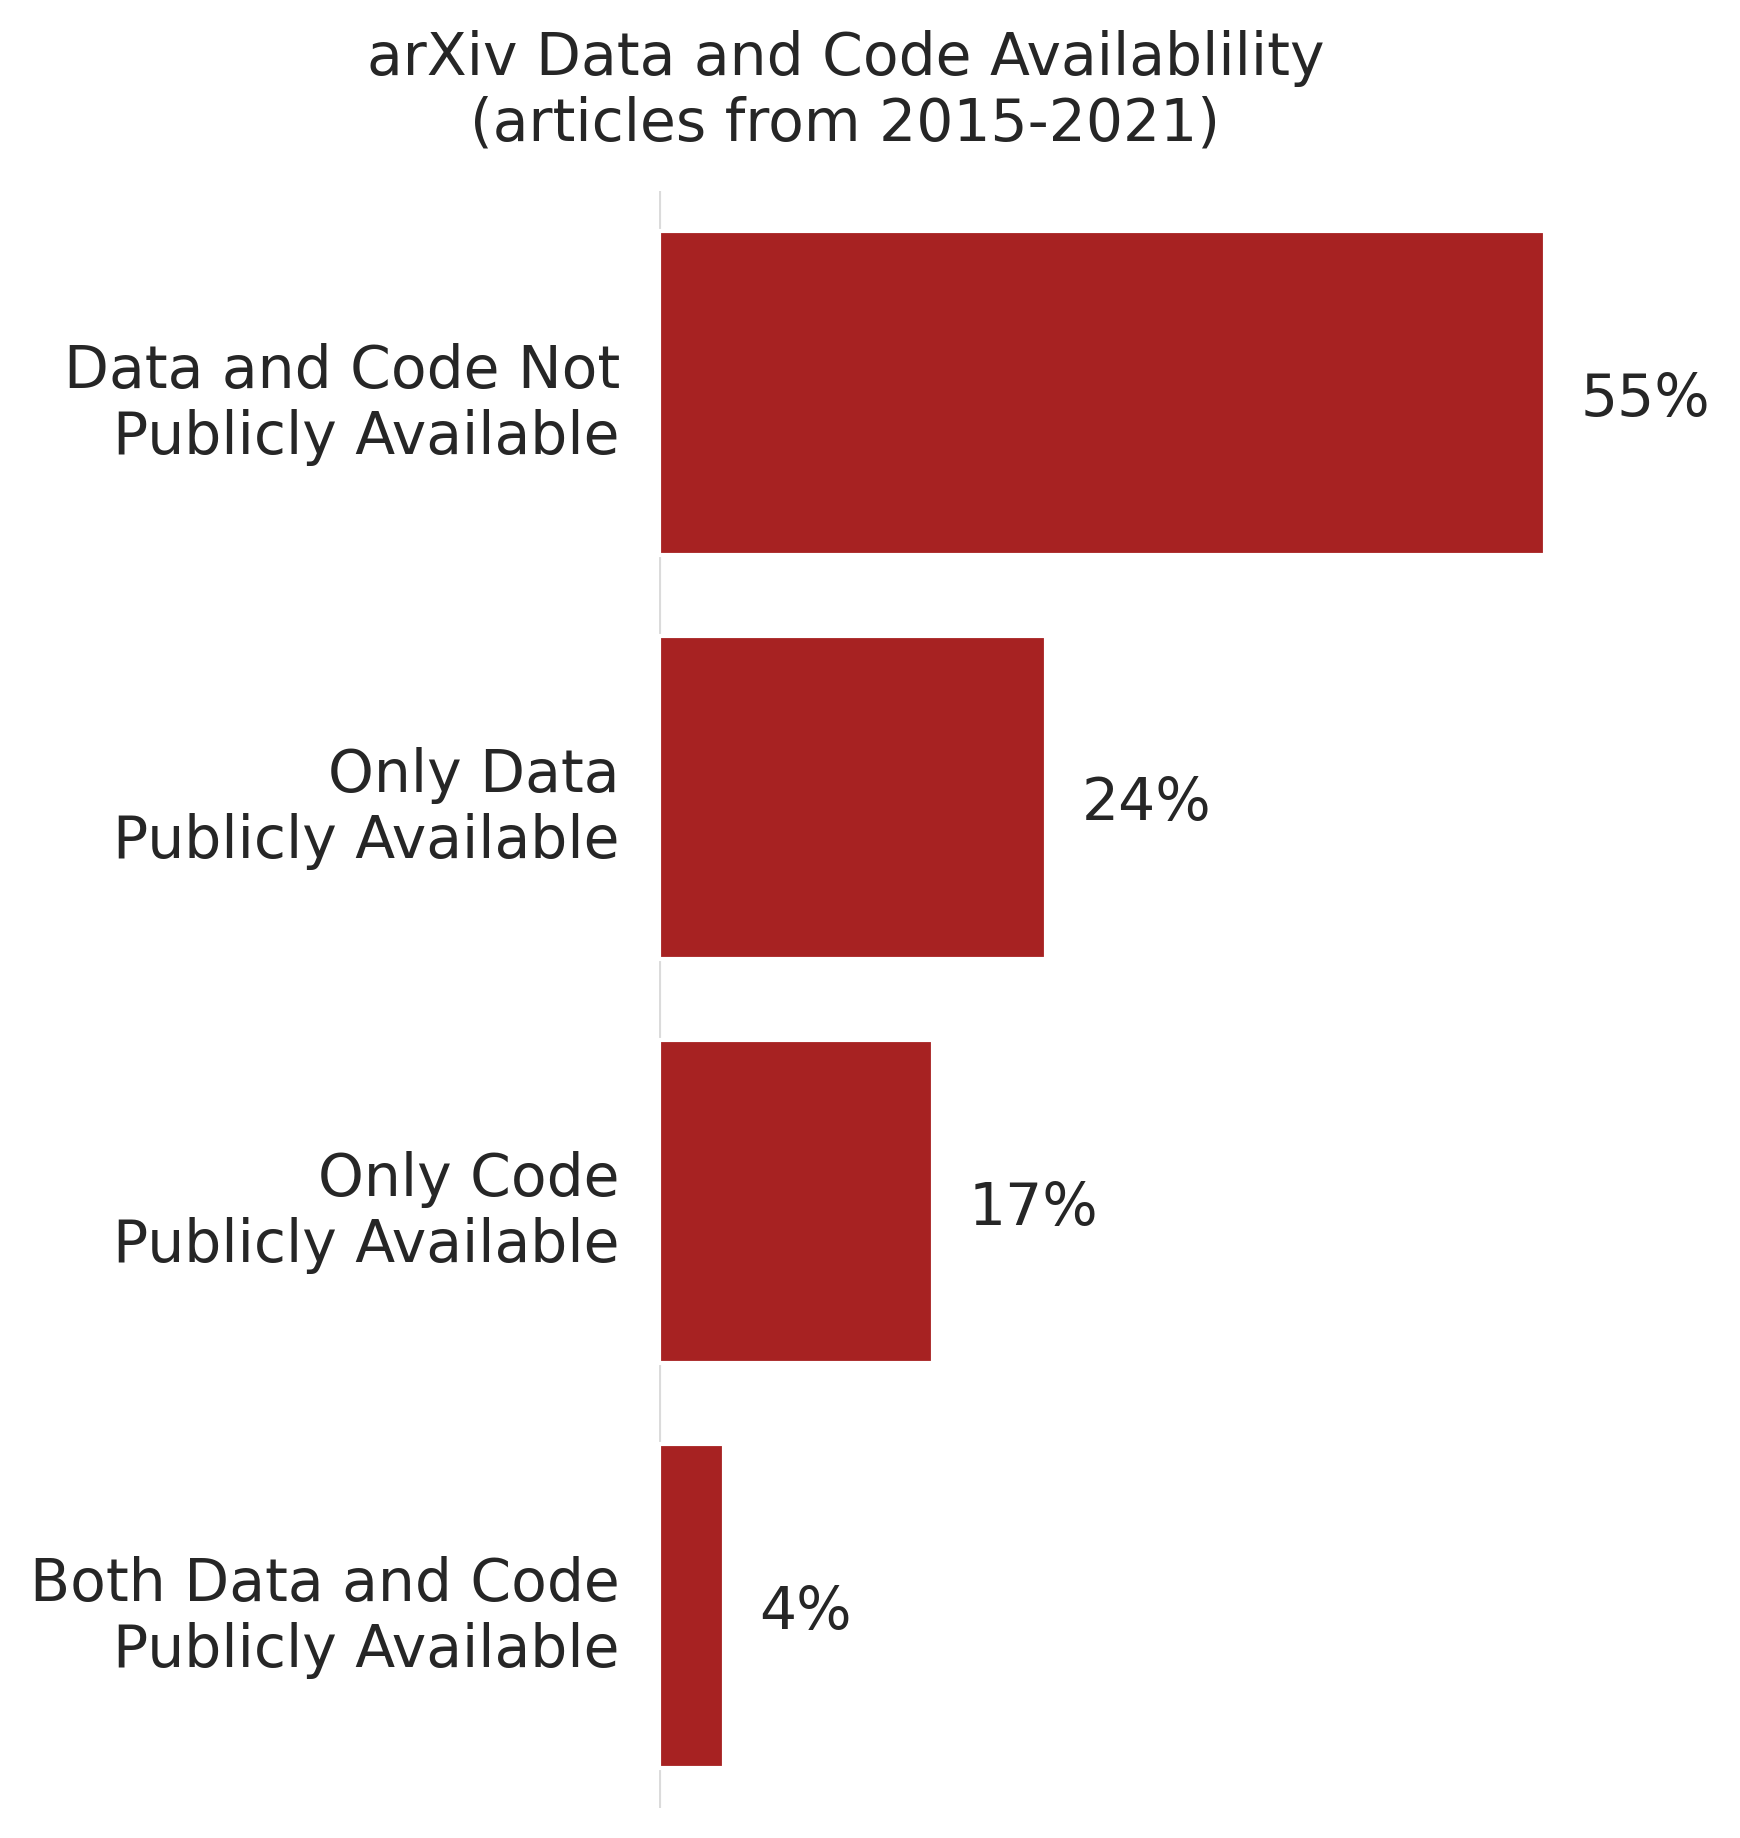 arXiv Data and Code Availablility
(articles from 2015-2021)
Data and Code Not
Publicly Available
55%
Only Data
Publicly Available
24%
Only Code
Publicly Available
17%
Both Data and Code
Publicly Available
4%